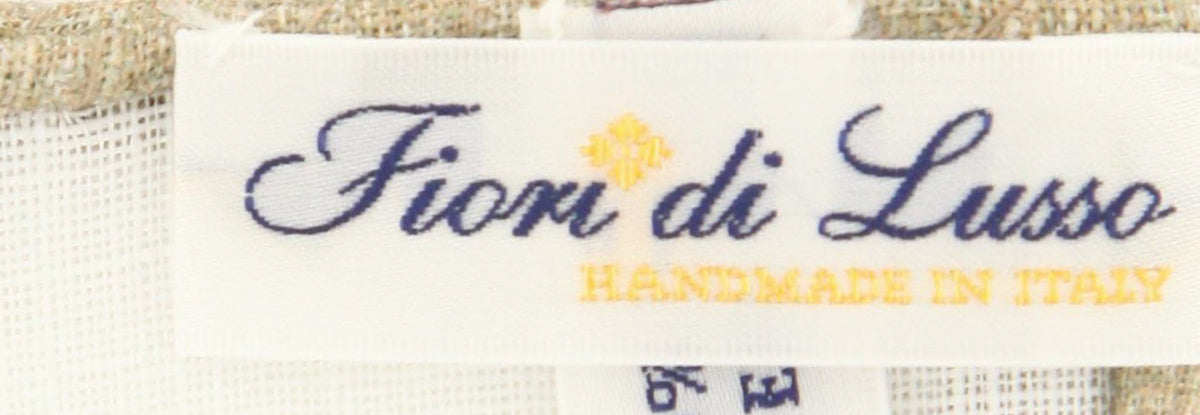 Fiori di Lusso
HANDMADE IN ITALY
%
E